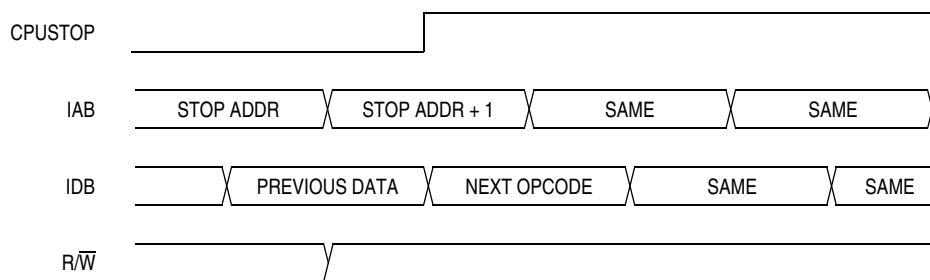 CPUSTOP
IAB STOP ADDR STOP ADDR + 1 SAME SAME
IDB PREVIOUS DATA NEXT OPCODE SAME SAME
R/W̅